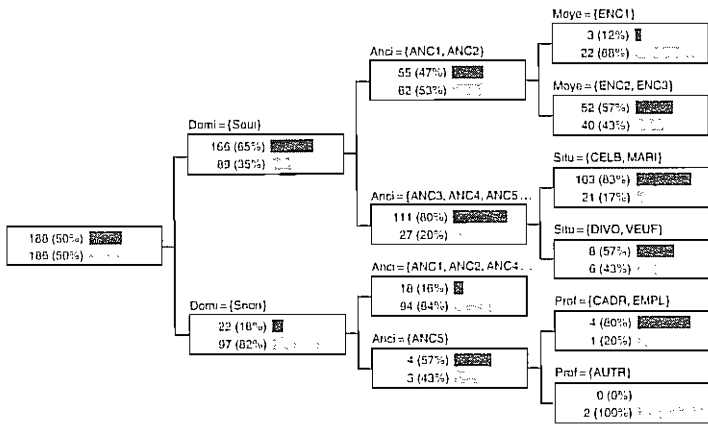 188 (50%)
186 (50%)
Domi = {Soui}
166 (65%)
89 (35%)
Domi = {Snon}
22 (18%)
97 (82%)
Anci = {ANC1, ANC2}
55 (47%)
62 (53%)
Anci = {ANC3, ANC4, ANC5...
111 (80%)
27 (20%)
Anci = {ANC1, ANC2, ANC4...
18 (16%)
94 (84%)
Anci = {ANC5}
4 (57%)
3 (43%)
Moye = {ENC1}
3 (12%)
22 (88%)
Moye = {ENC2, ENC3}
52 (57%)
40 (43%)
Situ = {CELB, MARI}
103 (83%)
21 (17%)
Situ = {DIVO, VEUF}
8 (57%)
6 (43%)
Prof = {CADR, EMPL}
4 (80%)
1 (20%)
Prof = {AUTR}
0 (0%)
2 (100%)